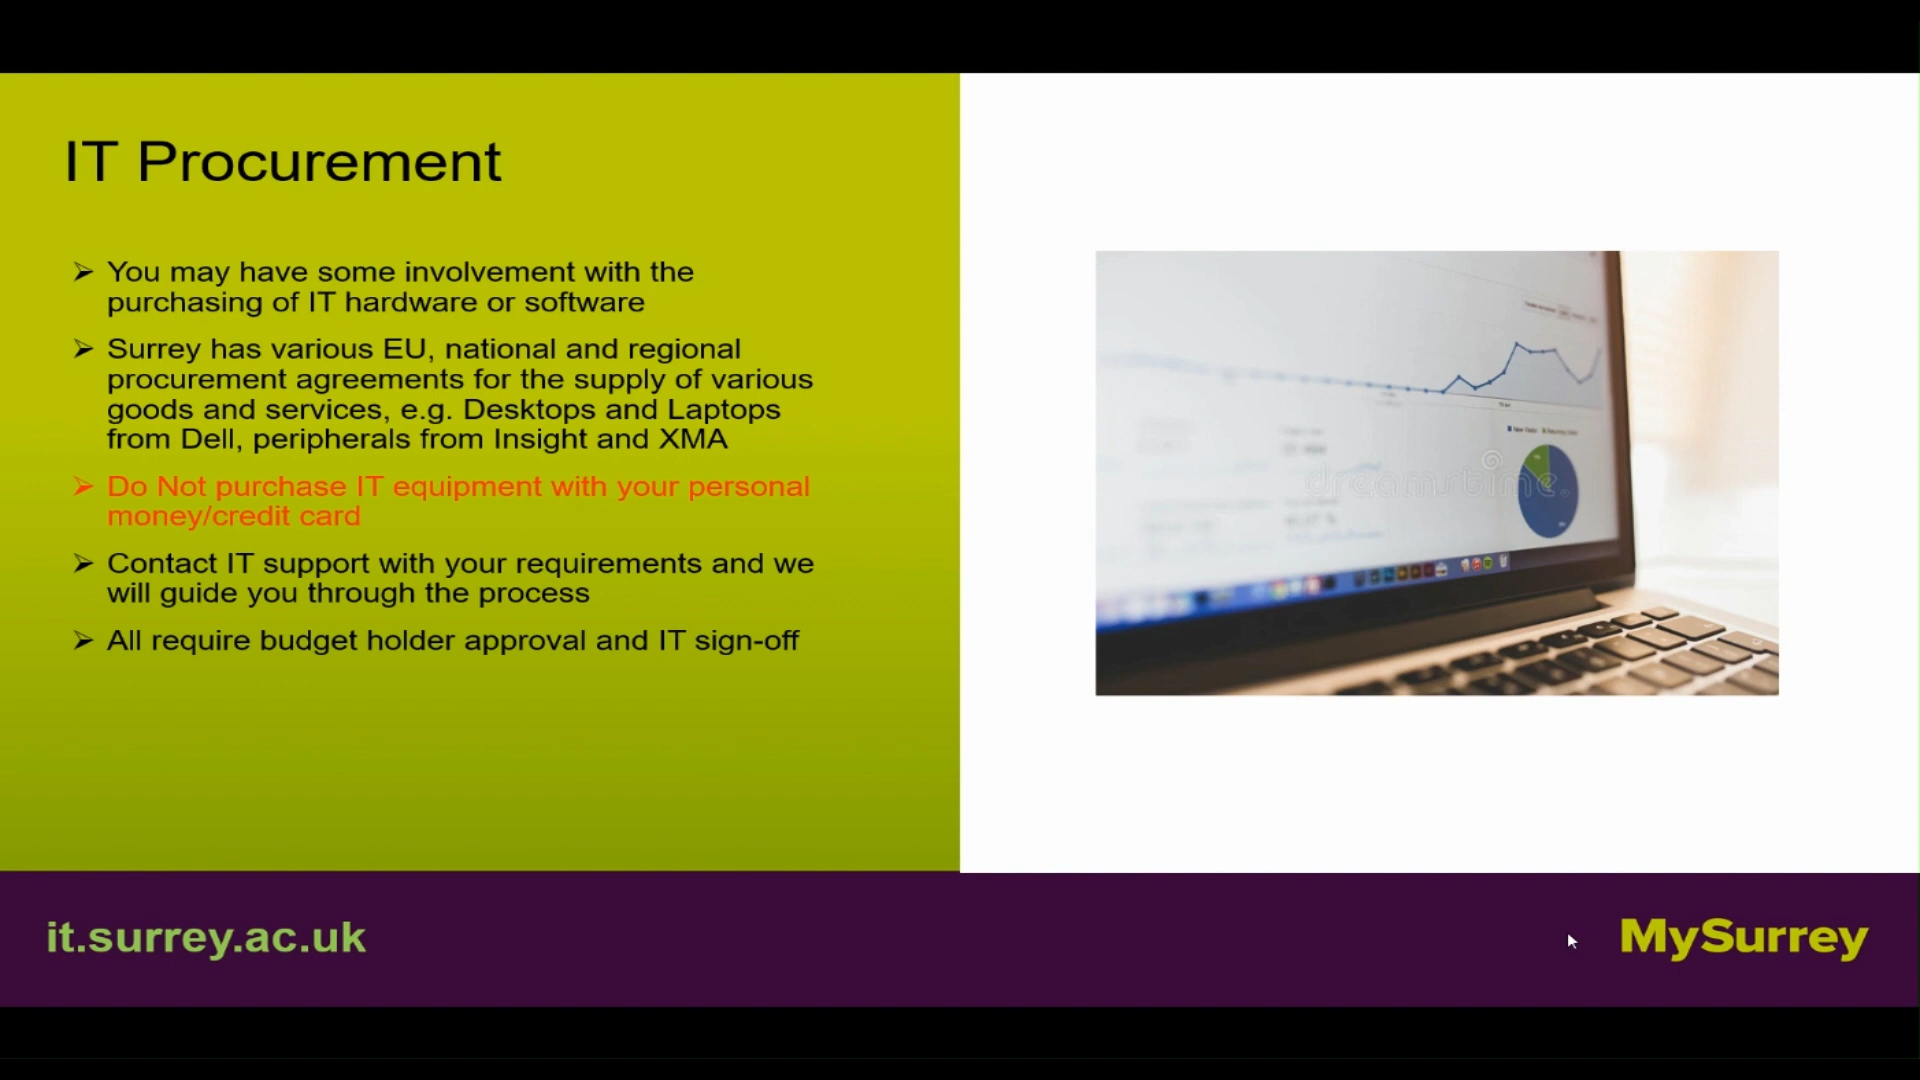 IT Procurement
➢ You may have some involvement with the
purchasing of IT hardware or software
➢ Surrey has various EU, national and regional
procurement agreements for the supply of various
goods and services, e.g. Desktops and Laptops
from Dell, peripherals from Insight and XMA
➢ Do Not purchase IT equipment with your personal
money/credit card
➢ Contact IT support with your requirements and we
will guide you through the process
➢ All require budget holder approval and IT sign-off
dreamstime.
it.surrey.ac.uk
MySurrey